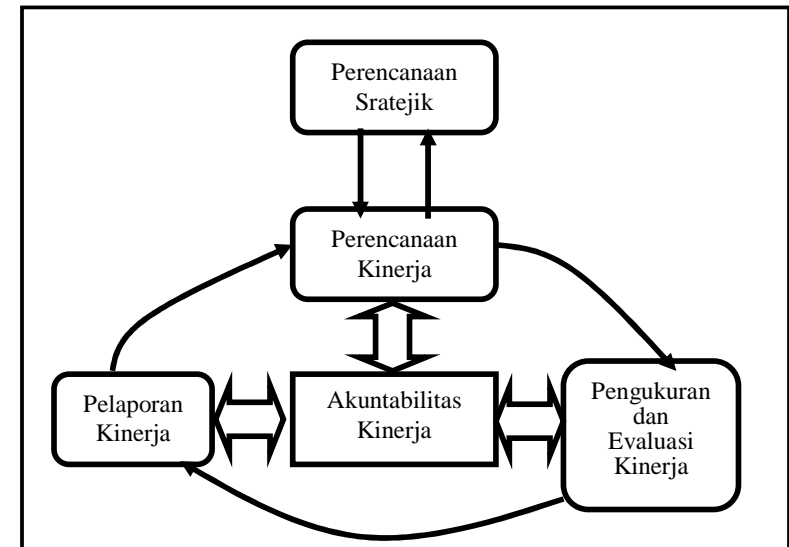 Perencanaan
Sratejik
Perencanaan
Kinerja
Pelaporan
Kinerja
Akuntabilitas
Kinerja
Pengukuran
dan
Evaluasi
Kinerja